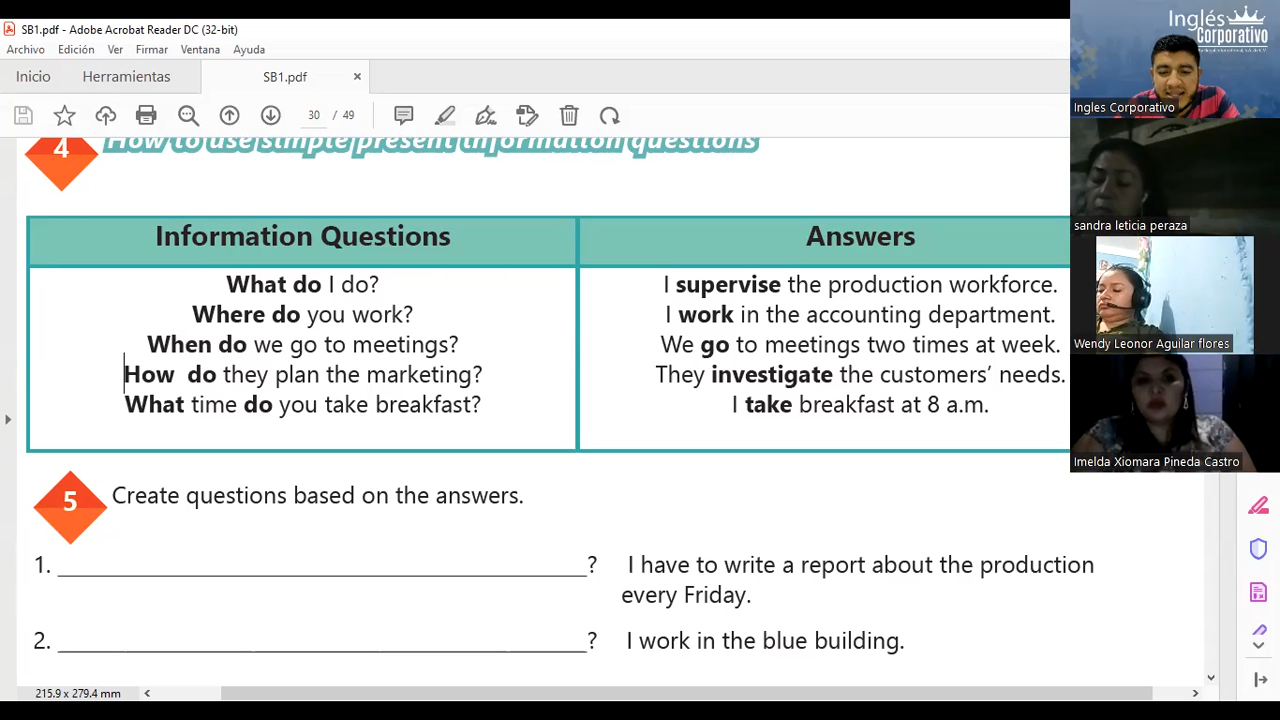 SB1.pdf - Adobe Acrobat Reader DC (32-bit)
Archivo Edición Ver Firmar Ventana Ayuda
Inicio Herramientas SB1.pdf ×
30 / 49
4 How to use simple present information questions
Information Questions
What do I do?
Where do you work?
When do we go to meetings?
How do they plan the marketing?
What time do you take breakfast?
Answers
I supervise the production workforce.
I work in the accounting department.
We go to meetings two times at week.
They investigate the customers’ needs.
I take breakfast at 8 a.m.
5 Create questions based on the answers.
1. ____________________? I have to write a report about the production
every Friday.
2. ____________________? I work in the blue building.
215.9 x 279.4 mm
Inglés
Corporativo
Ingles Corporativo
sandra leticia peraza
Wendy Leonor Aguilar flores
Imelda Xiomara Pineda Castro